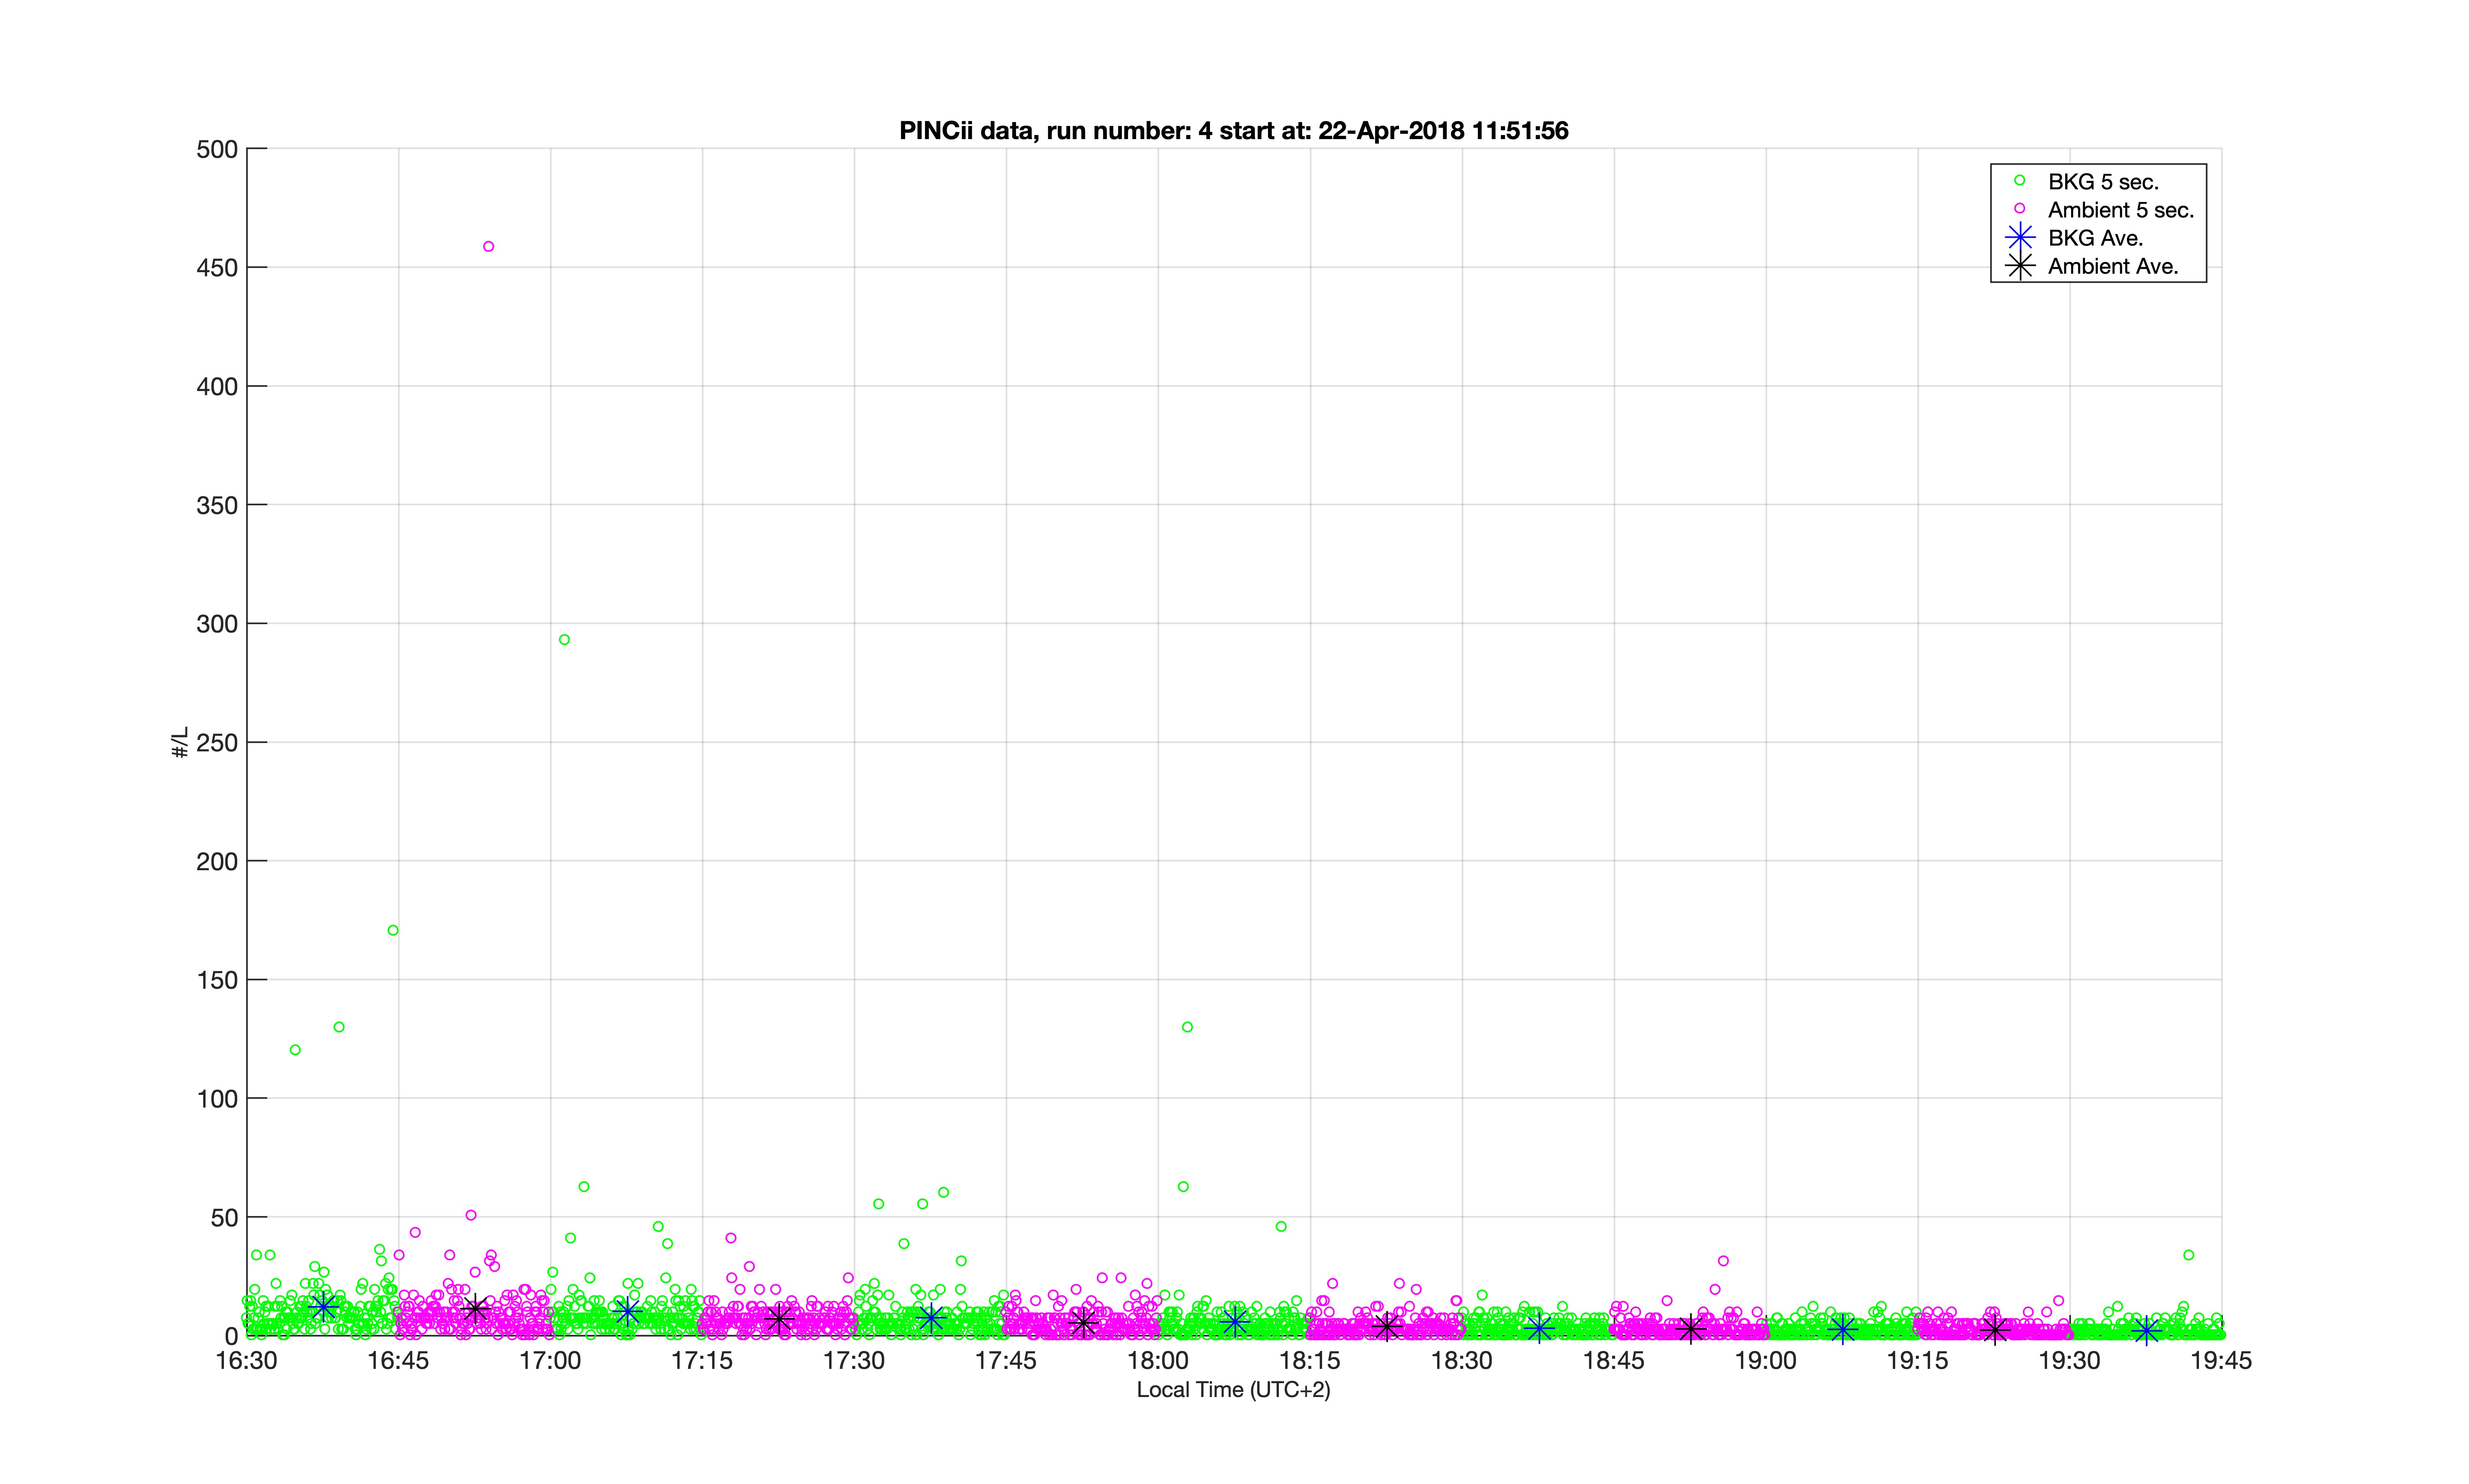 PINCii data, run number: 4 start at: 22-Apr-2018 11:51:56
500
450
400
350
300
250
200
150
100
50
0
#/L
BKG 5 sec.
Ambient 5 sec.
BKG Ave.
Ambient Ave.
16:30 16:45 17:00 17:15 17:30 17:45 18:00 18:15 18:30 18:45 19:00 19:15 19:30 19:45
Local Time (UTC+2)